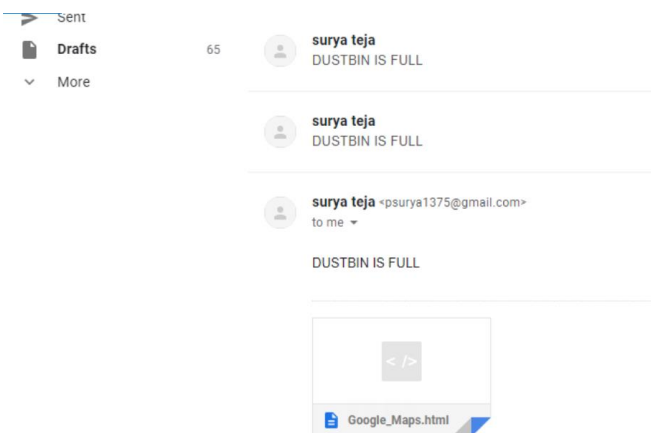 Sent
Drafts 65
More
surya teja
DUSTBIN IS FULL
surya teja
DUSTBIN IS FULL
surya teja <psurya1375@gmail.com>
to me
DUSTBIN IS FULL
</>
Google_Maps.html